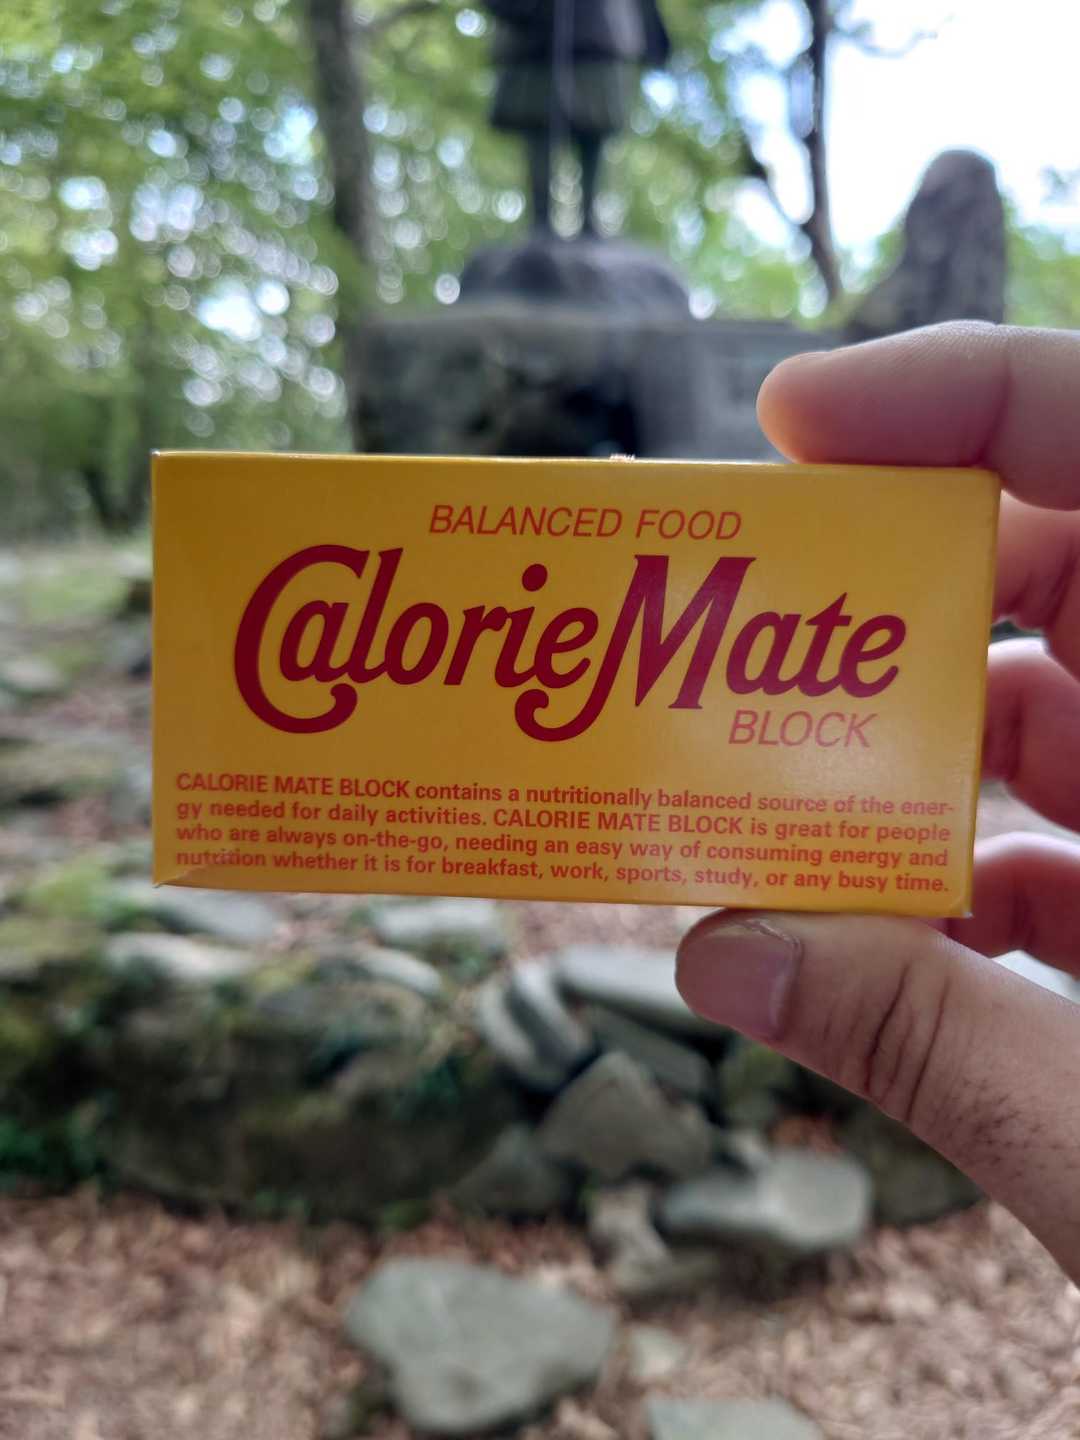 BALANCED FOOD
CalorieMate
BLOCK
CALORIE MATE BLOCK contains a nutritionally balanced source of the ener-
gy needed for daily activities. CALORIE MATE BLOCK is great for people
who are always on-the-go, needing an easy way of consuming energy and
nutrition whether it is for breakfast, work, sports, study, or any busy time.